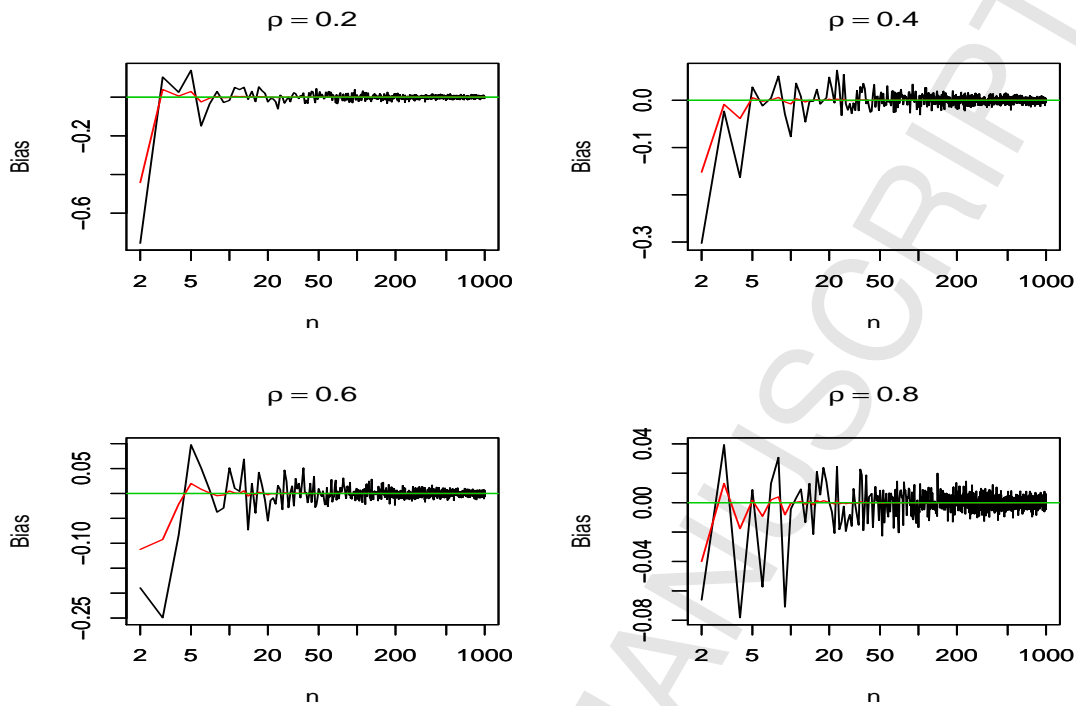 ρ = 0.2
Bias
-0.2
-0.6
2 5 20 50 200 1000
n
ρ = 0.4
Bias
0.0
-0.1
-0.3
2 5 20 50 200 1000
n
ρ = 0.6
Bias
0.05
-0.10
-0.25
2 5 20 50 200 1000
n
ρ = 0.8
Bias
0.04
0.00
-0.04
-0.08
2 5 20 50 200 1000
n
ANUSCRIPT